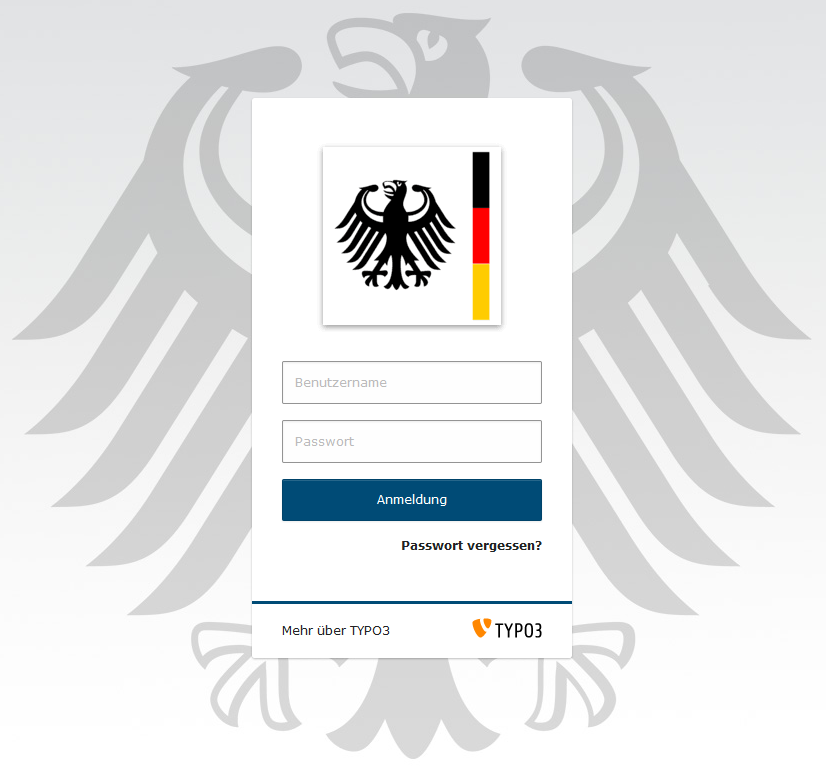 Benutzername
Passwort
Anmeldung
Passwort vergessen?
Mehr über TYPO3
TYPO3